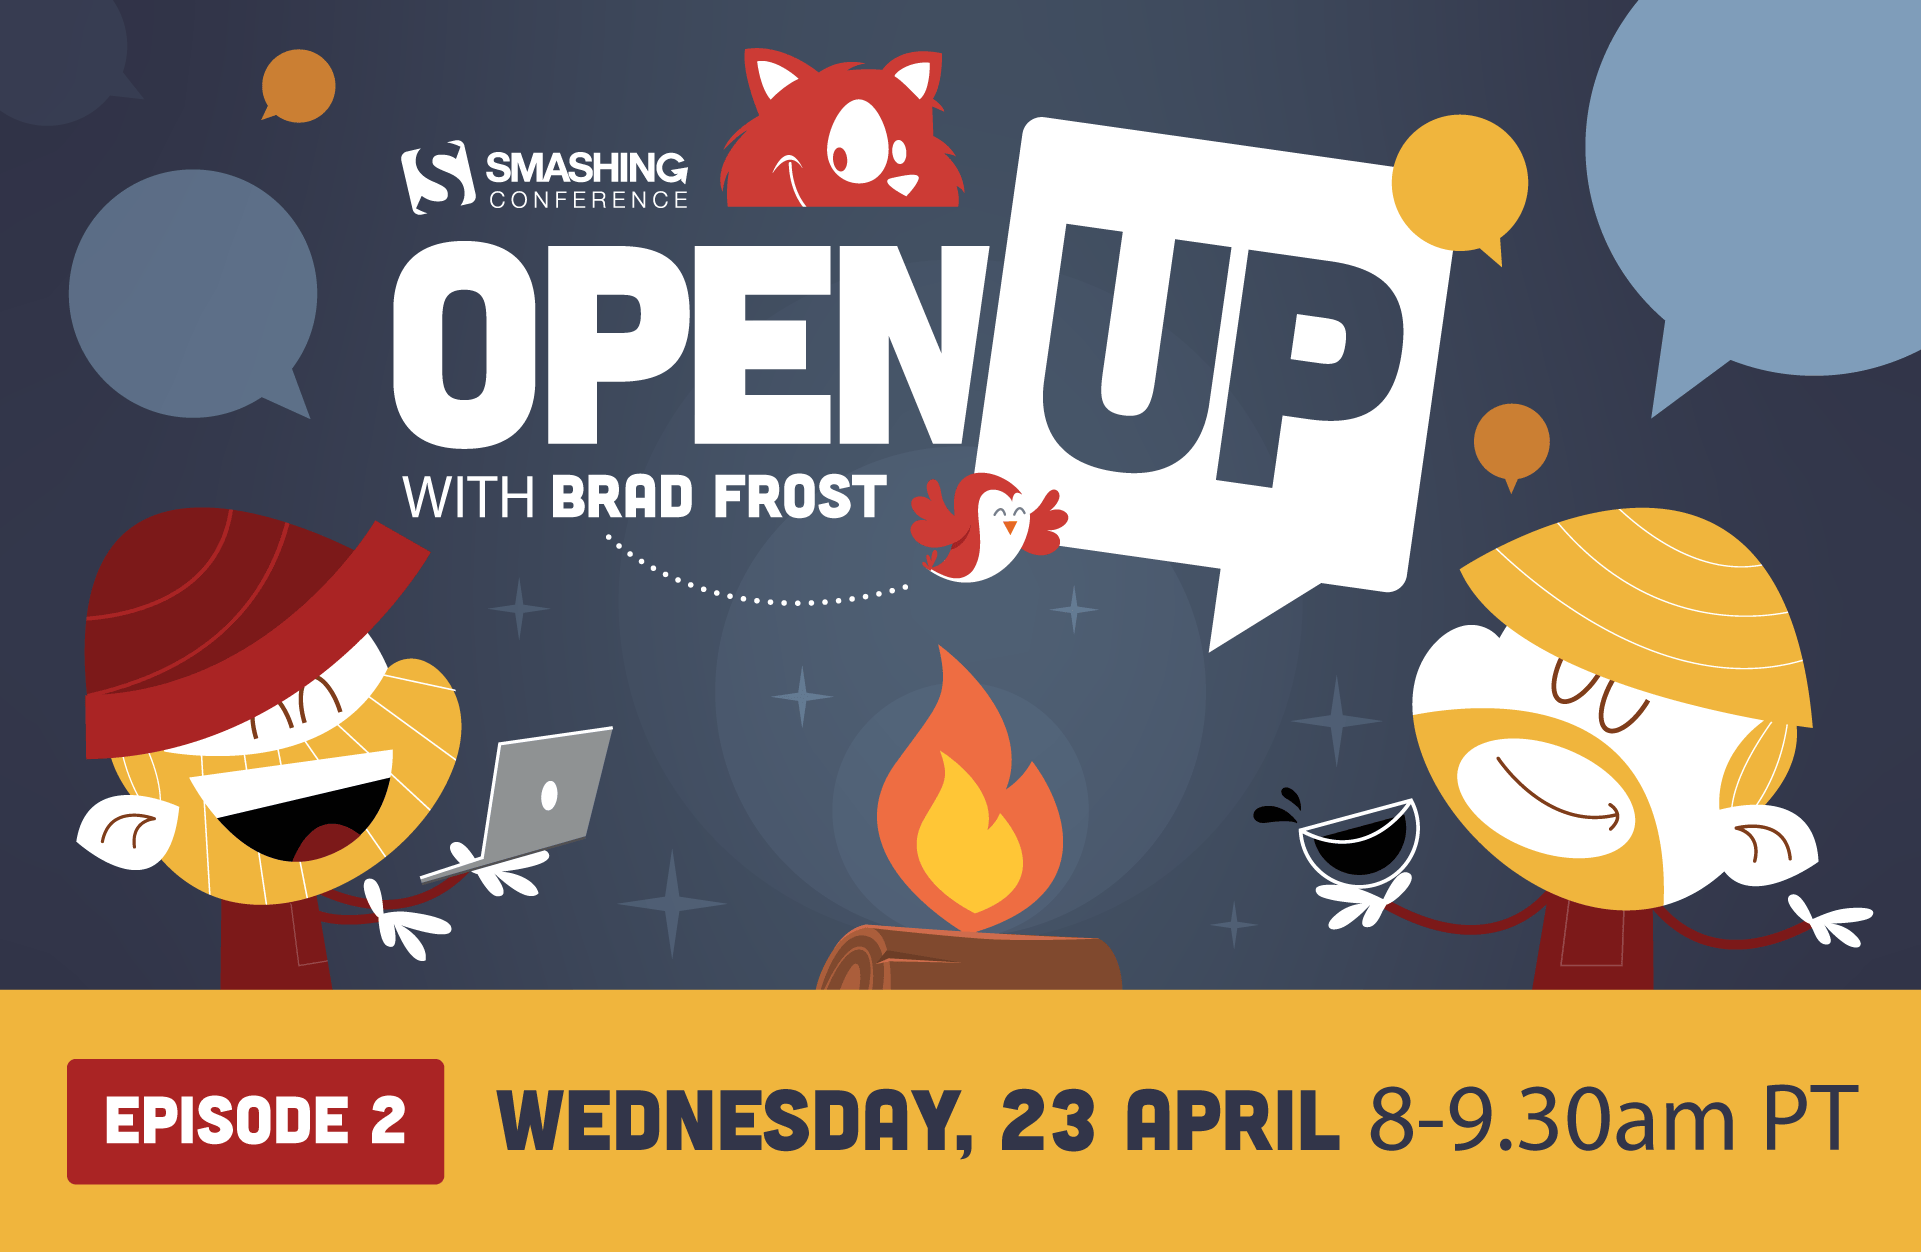 SMASHING
CONFERENCE
OPEN UP
WITH BRAD FROST
EPISODE 2
WEDNESDAY, 23 APRIL 8-9.30am PT